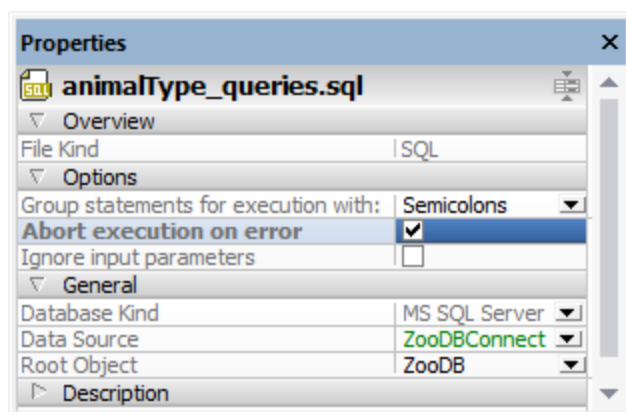 Properties
SQL animalType_queries.sql
Overview
File Kind SQL
Options
Group statements for execution with: Semicolons
Abort execution on error
Ignore input parameters
General
Database Kind MS SQL Server
Data Source ZooDBConnect
Root Object ZooDB
Description